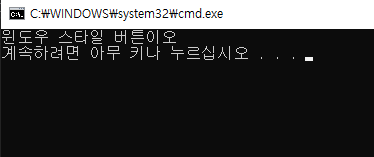 C:₩WINDOWS₩system32₩cmd.exe
윈도우 스타일 버튼이오
계속하려면 아무 키나 누르십시오 . . .